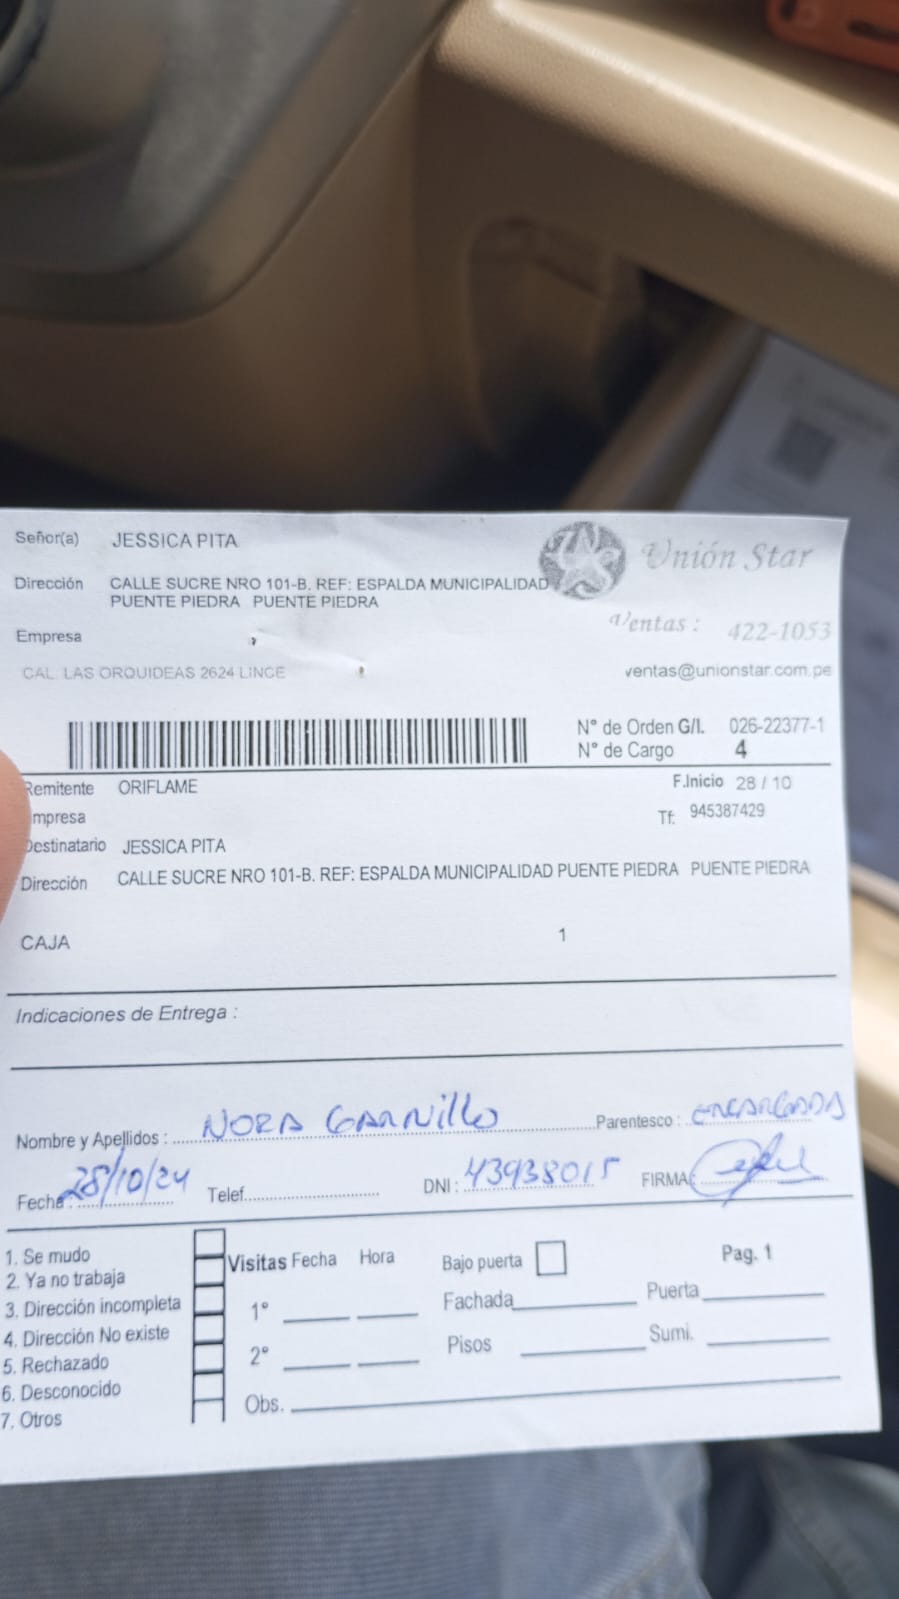 Señor(a) JESSICA PITA
Unión Star
Dirección CALLE SUCRE NRO 101-B. REF: ESPALDA MUNICIPALIDAD
PUENTE PIEDRA PUENTE PIEDRA
Ventas : 422-1053
Empresa
CAL. LAS ORQUIDEAS 2624 LINCE
ventas@unionstar.com.pe
N° de Orden G/I. 026-22377-1
N° de Cargo 4
Remitente ORIFLAME
F.Inicio 28 / 10
mpresa
Tf: 945387429
Destinatario JESSICA PITA
Dirección CALLE SUCRE NRO 101-B. REF: ESPALDA MUNICIPALIDAD PUENTE PIEDRA PUENTE PIEDRA
CAJA 1
Indicaciones de Entrega :
Nombre y Apellidos : NORA Parentesco : ENCARGADA
Fecha : 28/10/24 Telef. DNI : 43938015 FIRMA:
1. Se mudo
2. Ya no trabaja
3. Dirección incompleta
4. Dirección No existe
5. Rechazado
6. Desconocido
7. Otros
Visitas Fecha Hora
1°
2°
Obs.
Bajo puerta
Pag. 1
Fachada Puerta
Pisos Sumi.